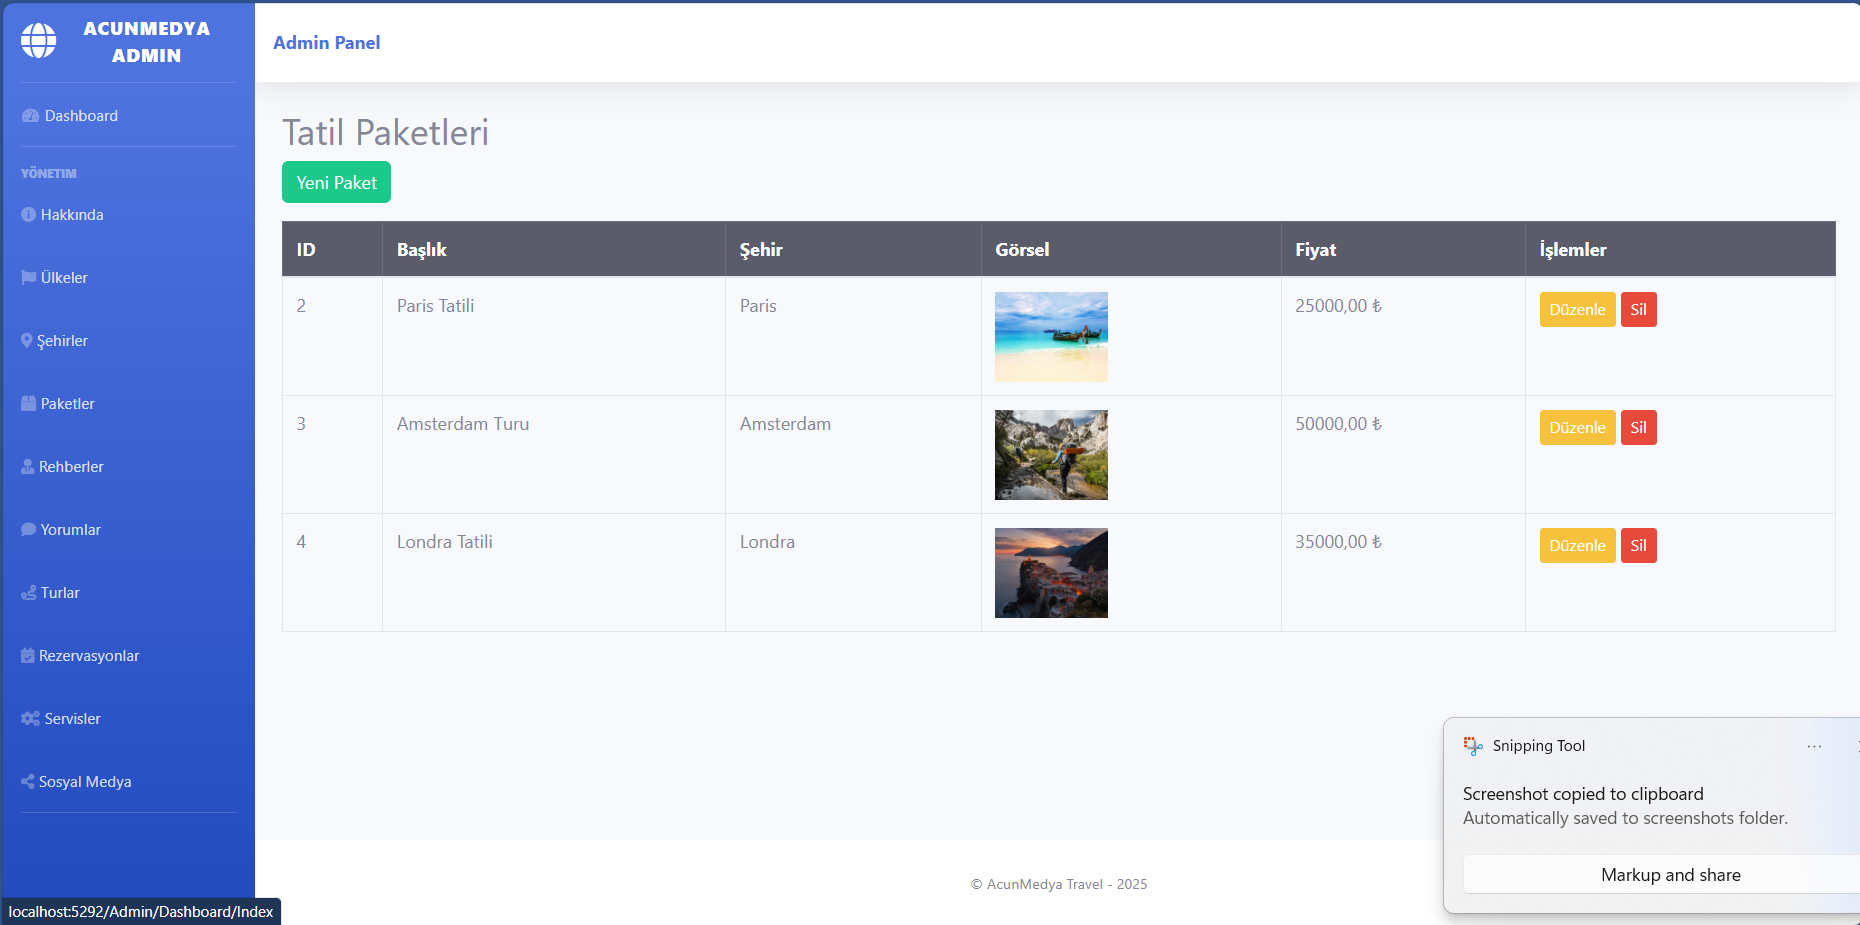 ACUNMEDYA
ADMIN
Admin Panel
Dashboard
YÖNETIM
Hakkında
Ülkeler
Şehirler
Paketler
Rehberler
Yorumlar
Turlar
Rezervasyonlar
Servisler
Sosyal Medya
Tatil Paketleri
Yeni Paket
ID Başlık Şehir Görsel Fiyat İşlemler
2 Paris Tatili Paris 25000,00 ₺ Düzenle Sil
3 Amsterdam Turu Amsterdam 50000,00 ₺ Düzenle Sil
4 Londra Tatili Londra 35000,00 ₺ Düzenle Sil
Snipping Tool
Screenshot copied to clipboard
Automatically saved to screenshots folder.
Markup and share
© AcunMedya Travel - 2025
localhost:5292/Admin/Dashboard/Index